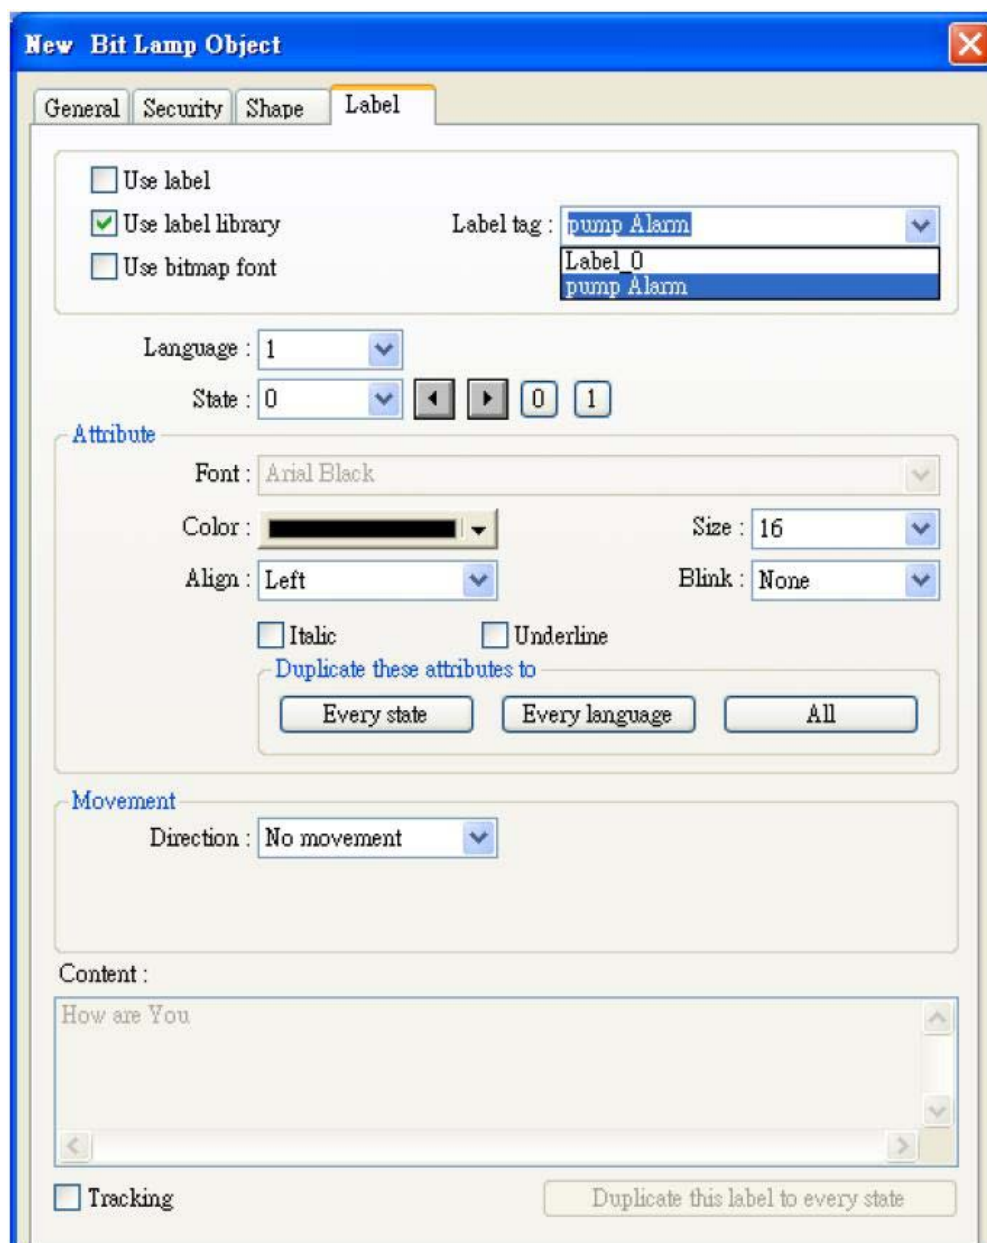 New Bit Lamp Object
General Security Shape Label
Use label
Use label library Label tag : pump Alarm
Use bitmap font Label_0
pump Alarm
Language : 1
State : 0 0 1
Attribute
Font : Arial Black
Color : Size : 16
Align : Left Blink : None
Italic Underline
Duplicate these attributes to
Every state Every language All
Movement
Direction : No movement
Content :
How are You
Tracking Duplicate this label to every state